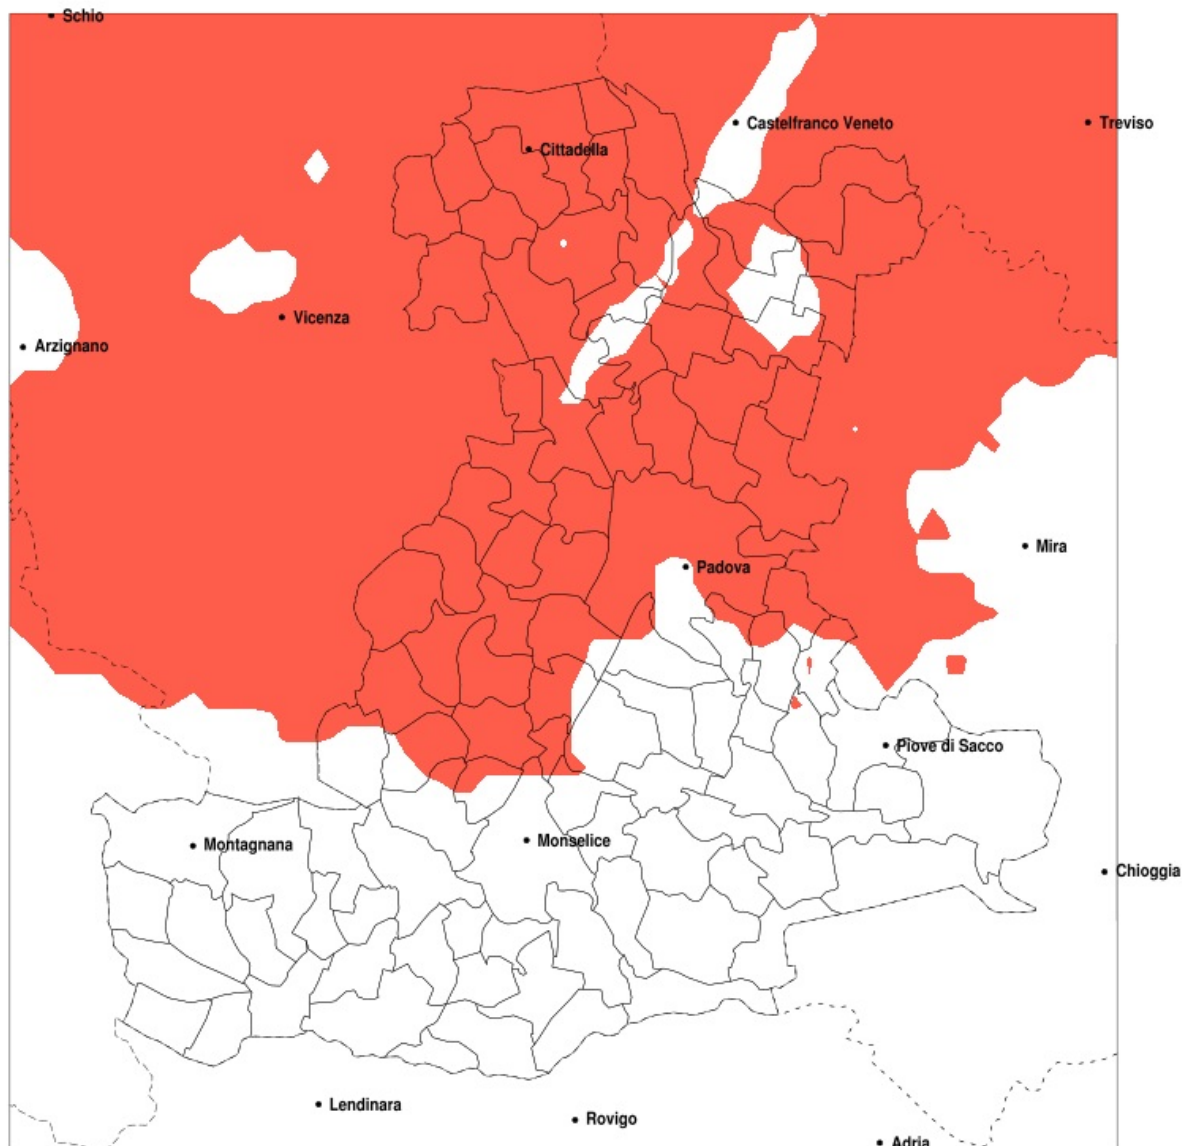 Schio
Castelfranco Veneto
Treviso
Cittadella
Vicenza
Arzignano
Mira
Padova
Piove di Sacco
Monselice
Montagnana
Chioggia
Lendinara
Rovigo
Adria